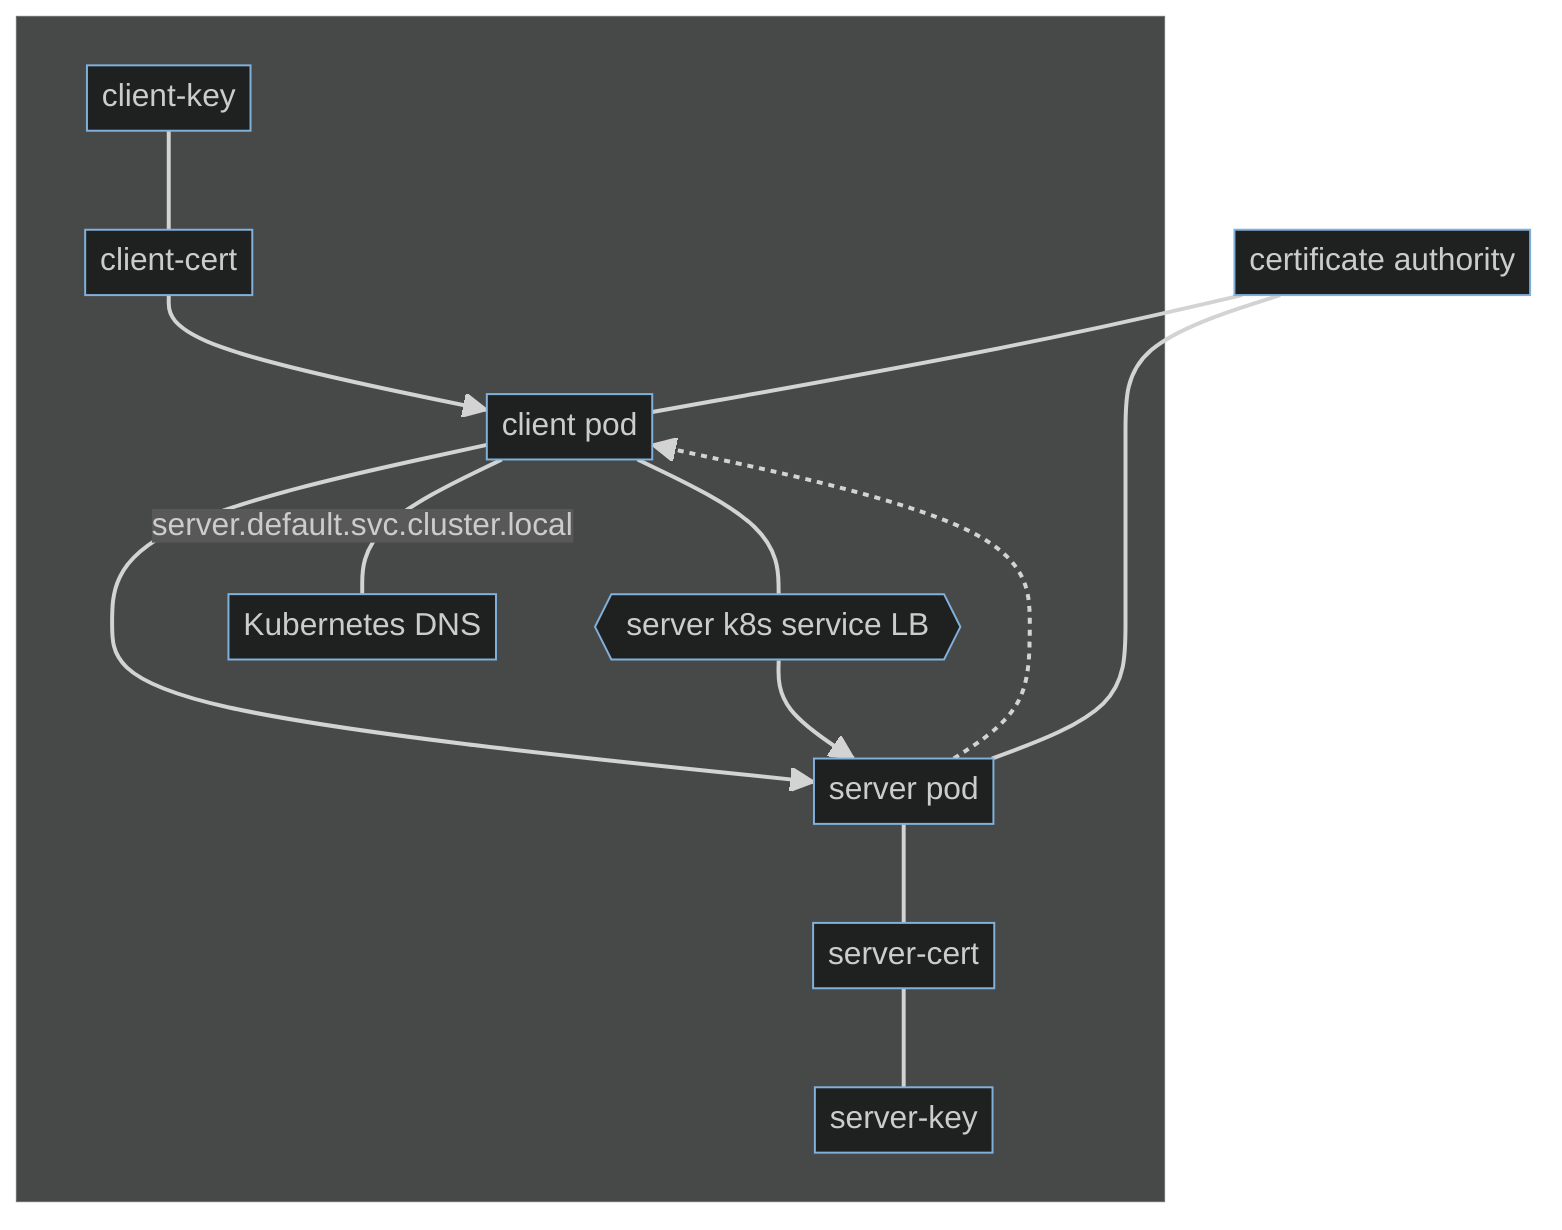 client-key
client-cert
certificate authority
client pod
server.default.svc.cluster.local
Kubernetes DNS
server k8s service LB
server pod
server-cert
server-key